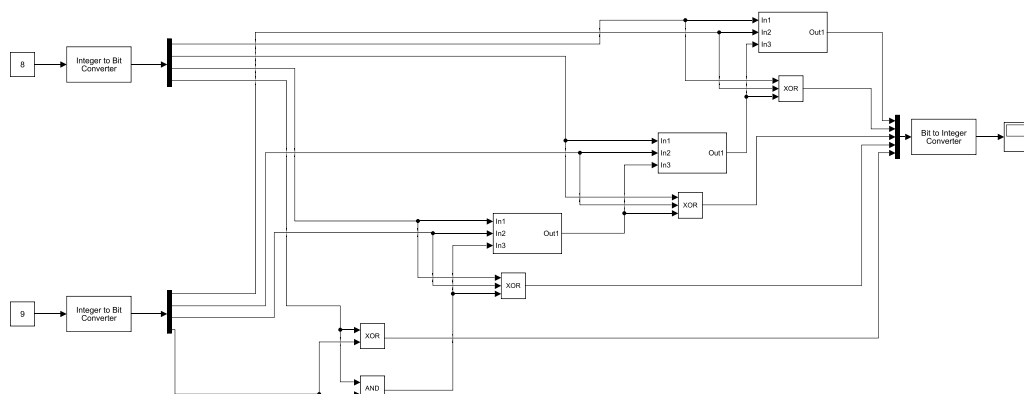 In1
In2
In3
Out1
8
Integer to Bit
Converter
XOR
Bit to Integer
Converter
In1
In2
In3
Out1
XOR
In1
In2
In3
Out1
XOR
9
Integer to Bit
Converter
XOR
AND